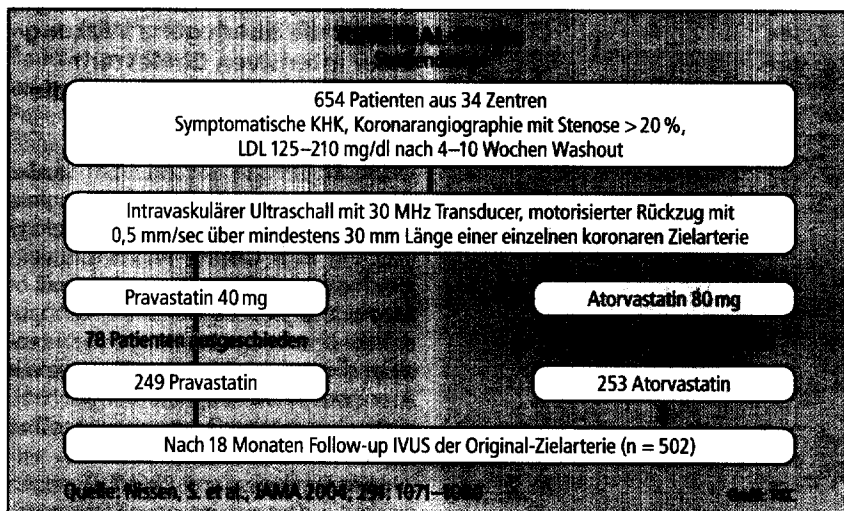 654 Patienten aus 34 Zentren
Symptomatische KHK, Koronarangiographie mit Stenose > 20 %,
LDL 125–210 mg/dl nach 4–10 Wochen Washout
Intravaskulärer Ultraschall mit 30 MHz Transducer, motorisierter Rückzug mit
0,5 mm/sec über mindestens 30 mm Länge einer einzelnen koronaren Zielarterie
Pravastatin 40 mg
Atorvastatin 80 mg
78 Patienten ausgeschieden
249 Pravastatin
253 Atorvastatin
Nach 18 Monaten Follow-up IVUS der Original-Zielarterie (n = 502)
Quelle: Nissen, S. et al., JAMA 2004; 291: 1071–